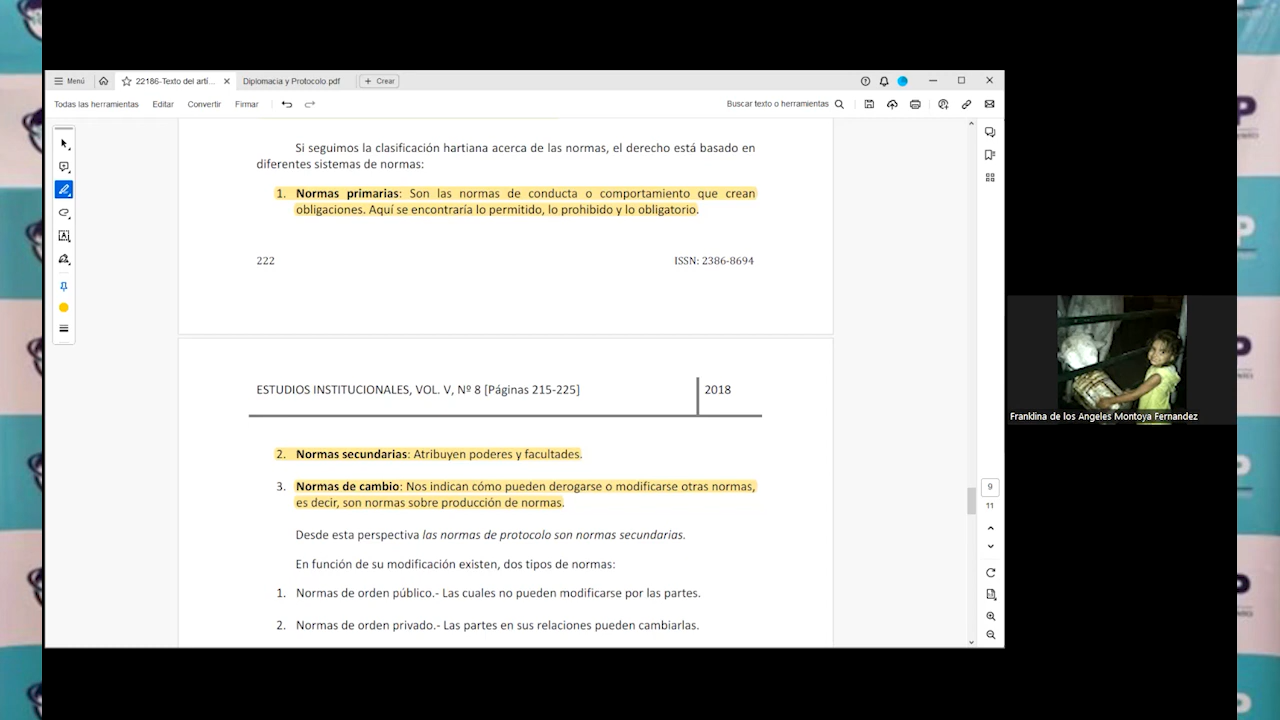 Menú
22186-Texto del artí...
Diplomacia y Protocolo.pdf
Crear
Todas las herramientas
Editar
Convertir
Firmar
Buscar texto o herramientas
Si seguimos la clasificación hartiana acerca de las normas, el derecho está basado en
diferentes sistemas de normas:
1. Normas primarias: Son las normas de conducta o comportamiento que crean
obligaciones. Aquí se encontraría lo permitido, lo prohibido y lo obligatorio.
222
ISSN: 2386-8694
ESTUDIOS INSTITUCIONALES, VOL. V, Nº 8 [Páginas 215-225]
2018
2. Normas secundarias: Atribuyen poderes y facultades.
3. Normas de cambio: Nos indican cómo pueden derogarse o modificarse otras normas,
es decir, son normas sobre producción de normas.
Desde esta perspectiva las normas de protocolo son normas secundarias.
En función de su modificación existen, dos tipos de normas:
1. Normas de orden público.- Las cuales no pueden modificarse por las partes.
2. Normas de orden privado.- Las partes en sus relaciones pueden cambiarlas.
9
11
Franklina de los Angeles Montoya Fernandez